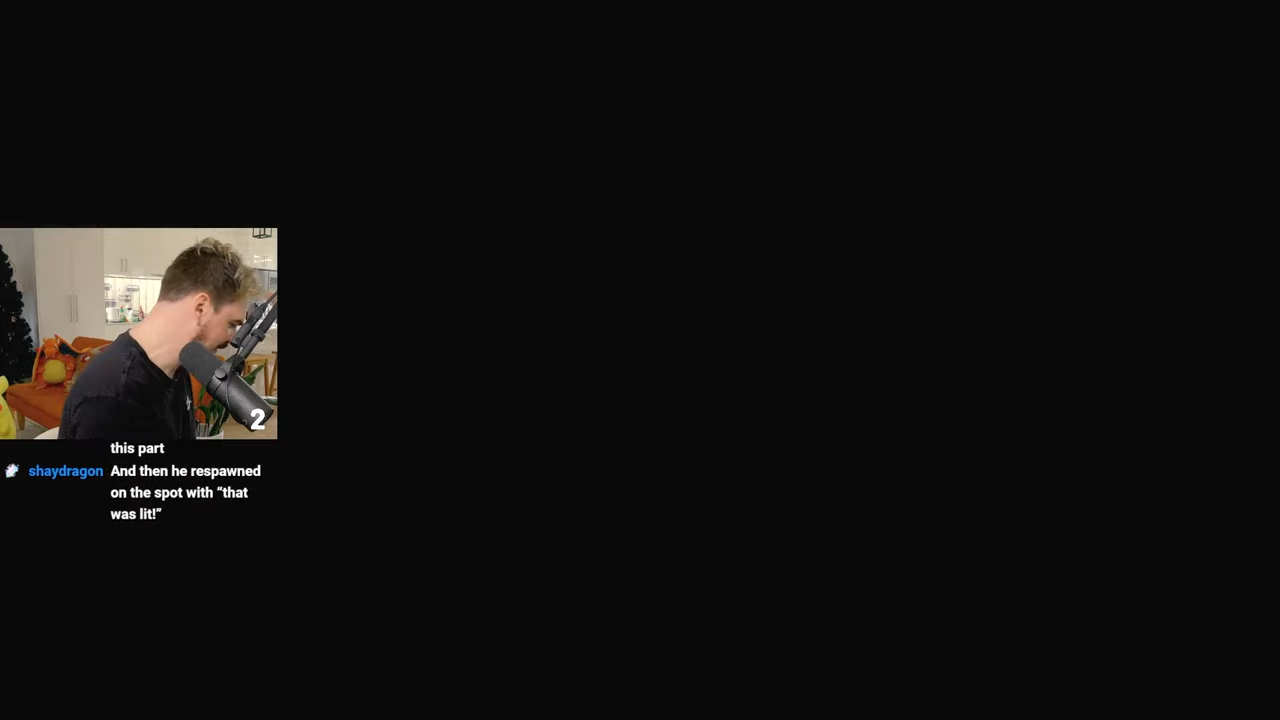 2
this part
shaydragon And then he respawned
on the spot with “that
was lit!”